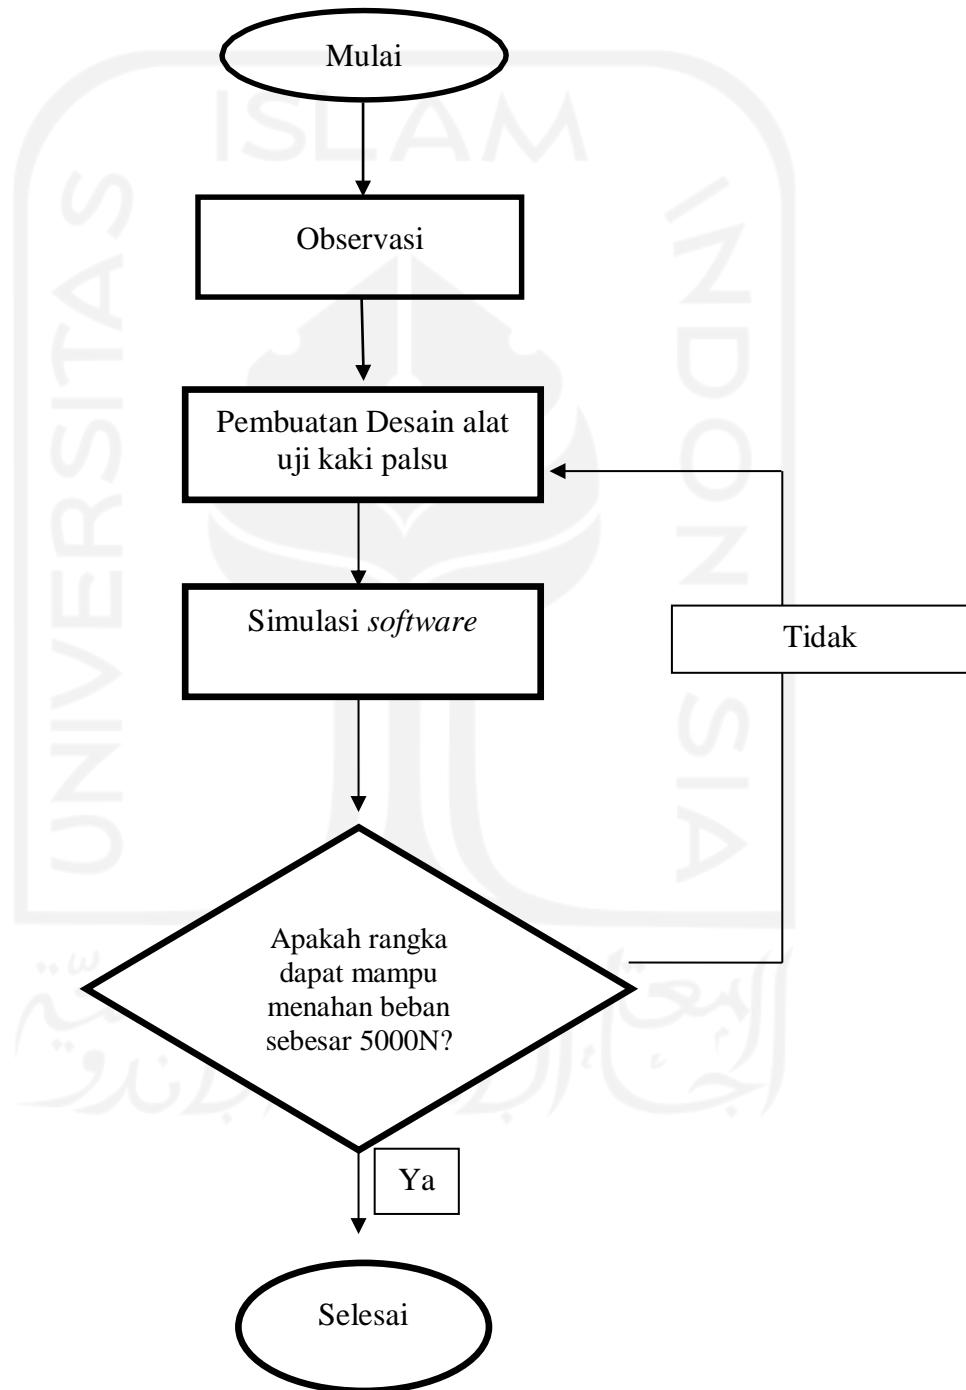 Mulai
ISLAM
UNIVERSITAS
INDONESIA
Observasi
Pembuatan Desain alat
uji kaki palsu
Simulasi software
Tidak
Apakah rangka
dapat mampu
menahan beban
sebesar 5000N?
Ya
Selesai